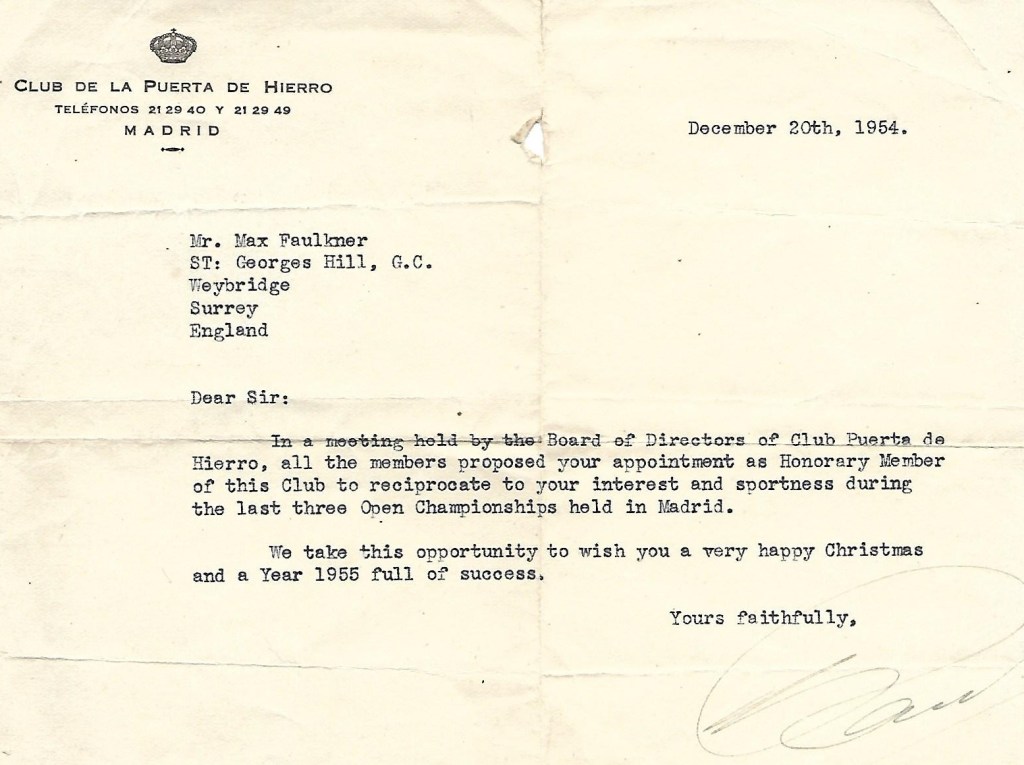 CLUB DE LA PUERTA DE HIERRO
TELÉFONOS 21 29 40 Y 21 29 49
MADRID
December 20th, 1954.
Mr. Max Faulkner
ST: Georges Hill, G.C.
Weybridge
Surrey
England
Dear Sir:
In a meeting held by the Board of Directors of Club Puerta de
Hierro, all the members proposed your appointment as Honorary Member
of this Club to reciprocate to your interest and sportness during
the last three Open Championships held in Madrid.
We take this opportunity to wish you a very happy Christmas
and a Year 1955 full of success.
Yours faithfully,